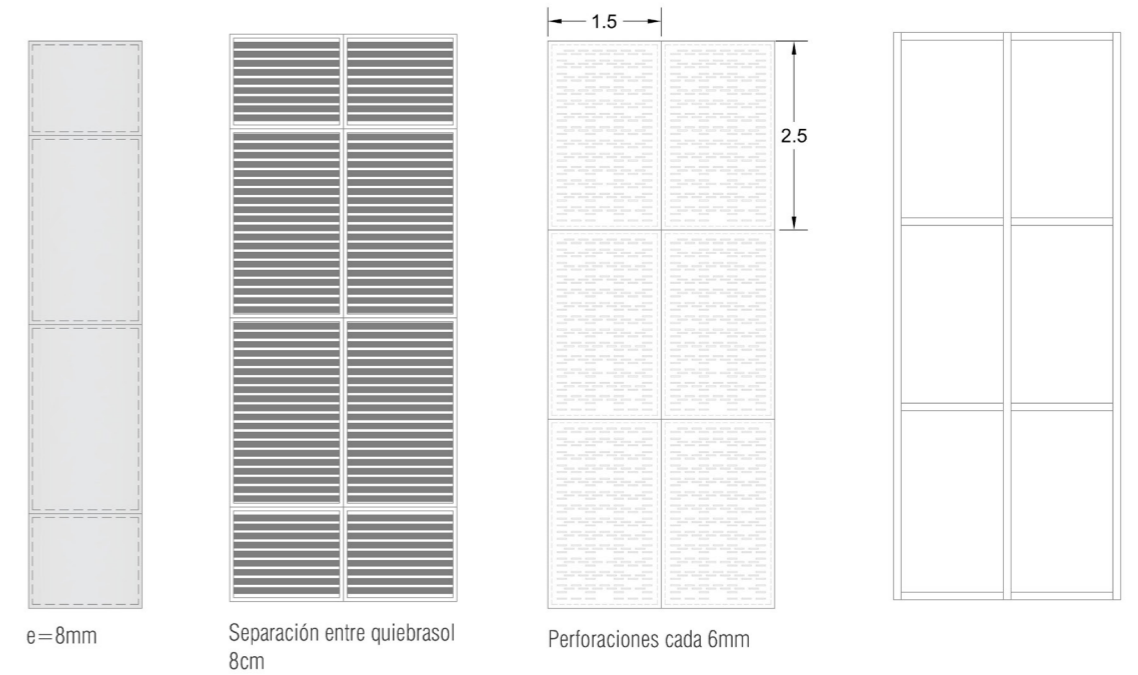 1.5
2.5
e=8mm
Separación entre quiebrasol
8cm
Perforaciones cada 6mm